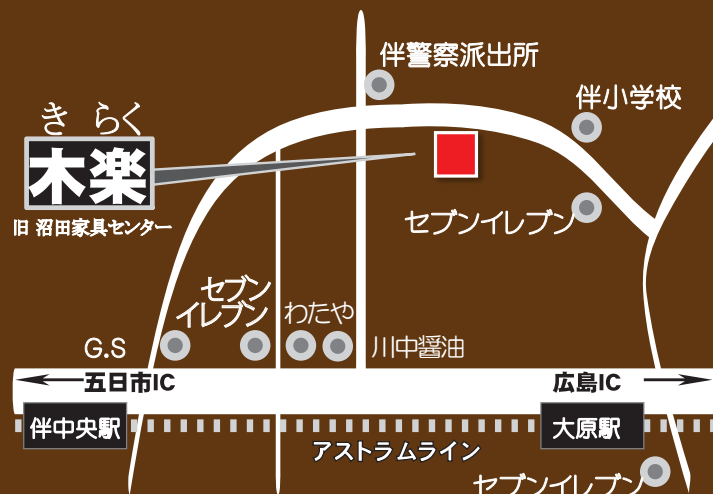 伴警察派出所
伴小学校
きらく
木楽
旧 沼田家具センター
セブンイレブン
セブン
イレブン
わたや
G.S
川中醤油
五日市IC
広島IC
伴中央駅
大原駅
アストラムライン
セブンイレブン